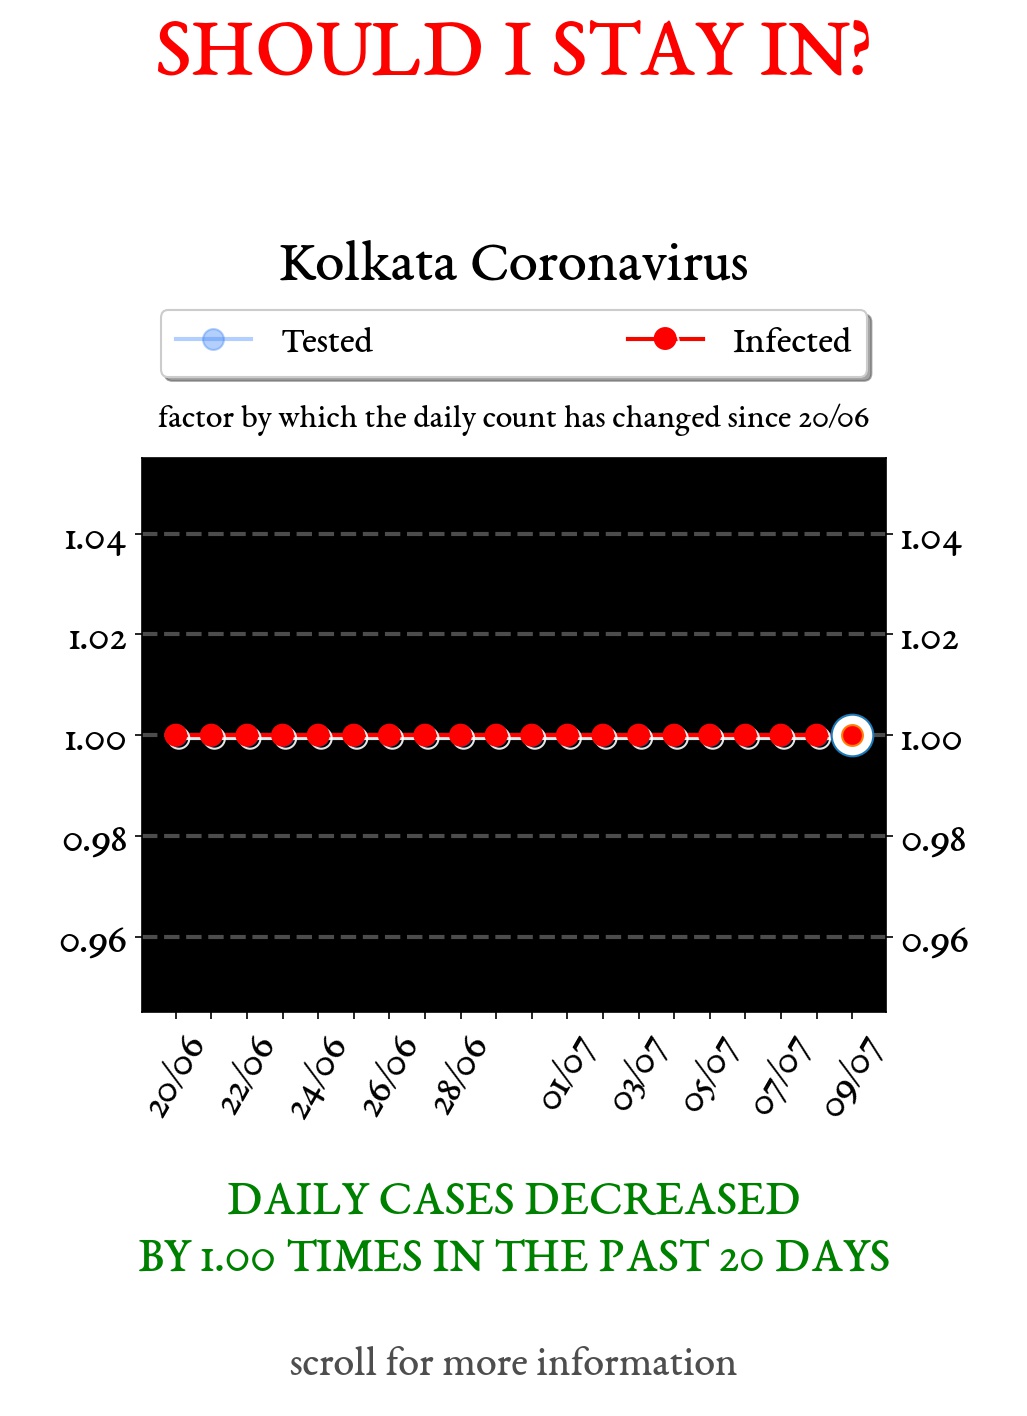 SHOULD I STAY IN?
Kolkata Coronavirus
Tested Infected
factor by which the daily count has changed since 20/06
1.04 1.04
1.02 1.02
1.00 1.00
0.98 0.98
0.96 0.96
20/06 22/06 24/06 26/06 28/06 01/07 03/07 05/07 07/07 09/07
DAILY CASES DECREASED
BY 1.00 TIMES IN THE PAST 20 DAYS
scroll for more information